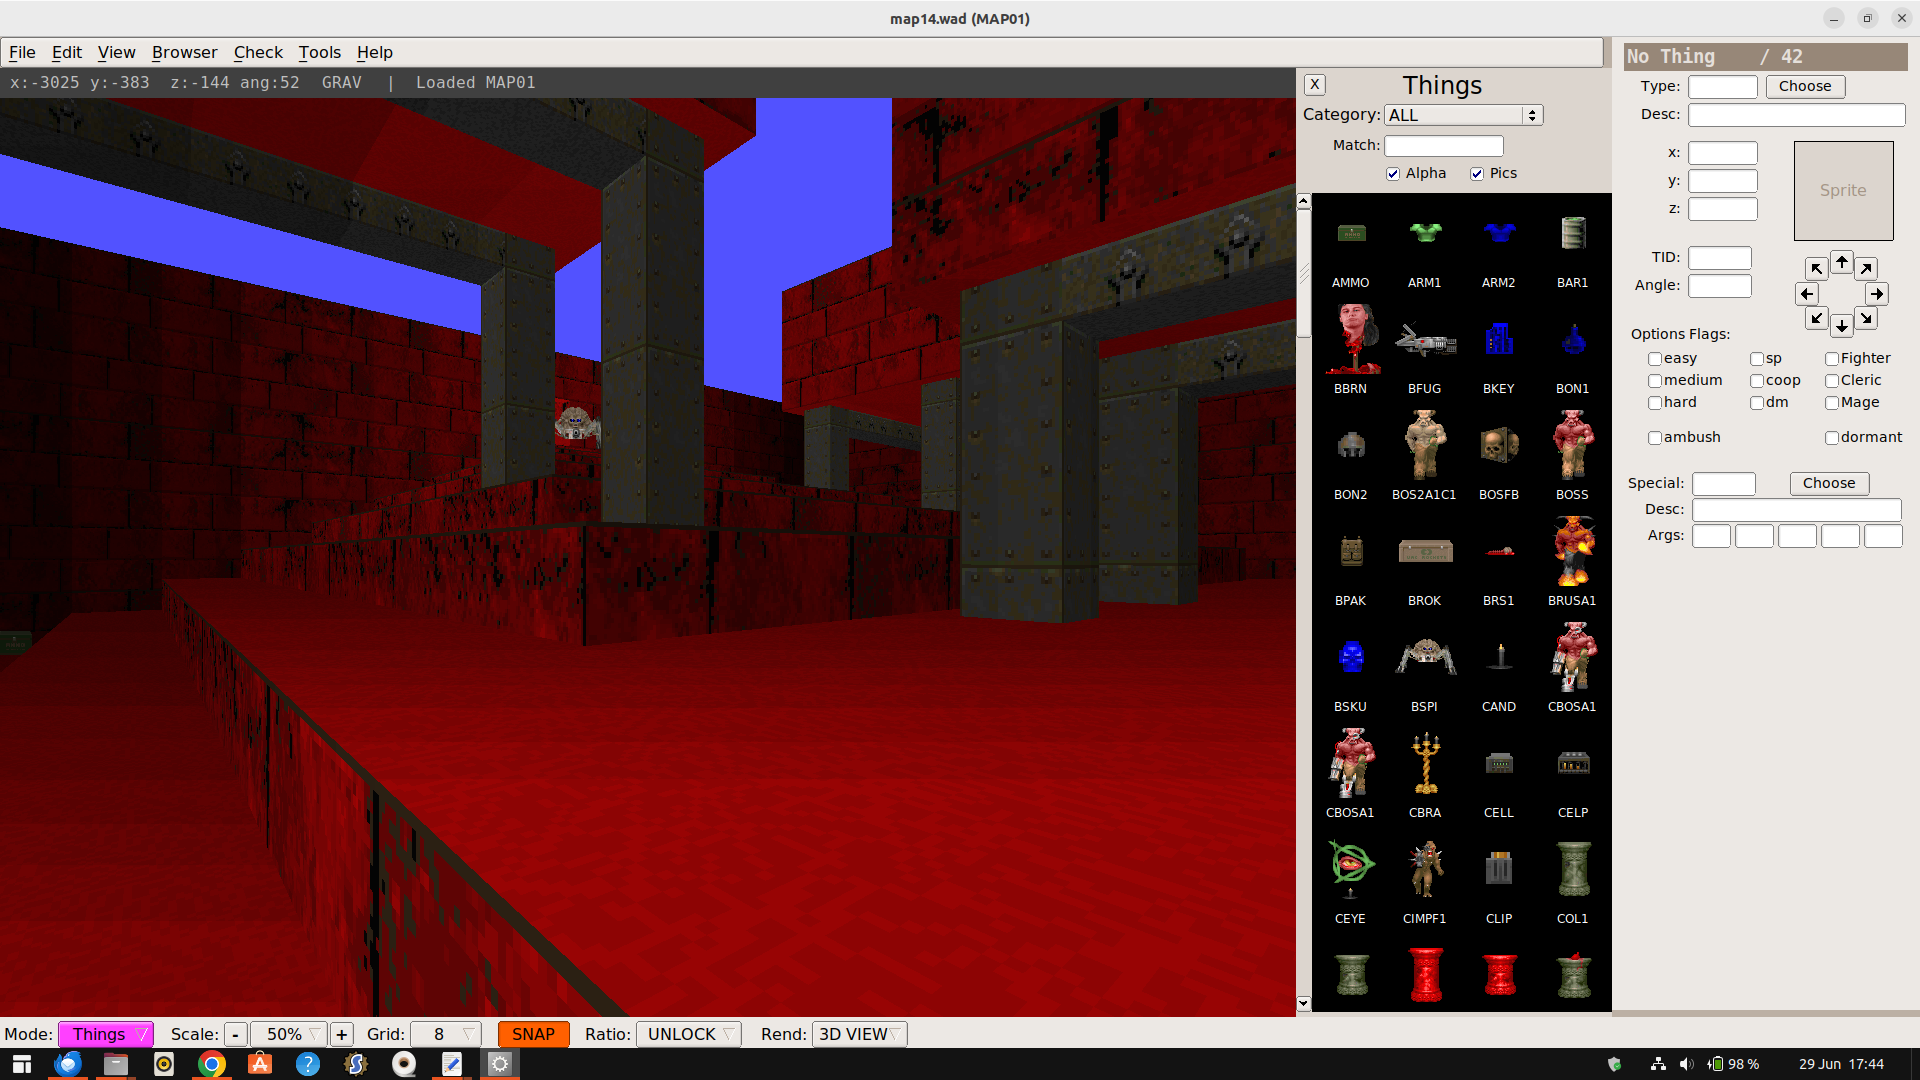 map14.wad (MAP01)
File Edit View Browser Check Tools Help
x:-3025 y:-383 z:-144 ang:52 GRAV | Loaded MAP01
X Things
Category: ALL
Match:
Alpha Pics
AMMO ARM1 ARM2 BAR1
BBRN BFUG BKEY BON1
BON2 BOS2A1C1 BOSFB BOSS
BPAK BROK BRS1 BRUSA1
BSKU BSPI CAND CBOSA1
CBOSA1 CBRA CELL CELP
CEYE CIMPF1 CLIP COL1
No Thing / 42
Type: Choose
Desc:
x:
y:
z:
Sprite
TID:
Angle:
Options Flags:
easy sp Fighter
medium coop Cleric
hard dm Mage
ambush dormant
Special: Choose
Desc:
Args:
Mode: Things Scale: - 50% + Grid: 8 SNAP Ratio: UNLOCK Rend: 3D VIEW
98 % 29 Jun 17:44